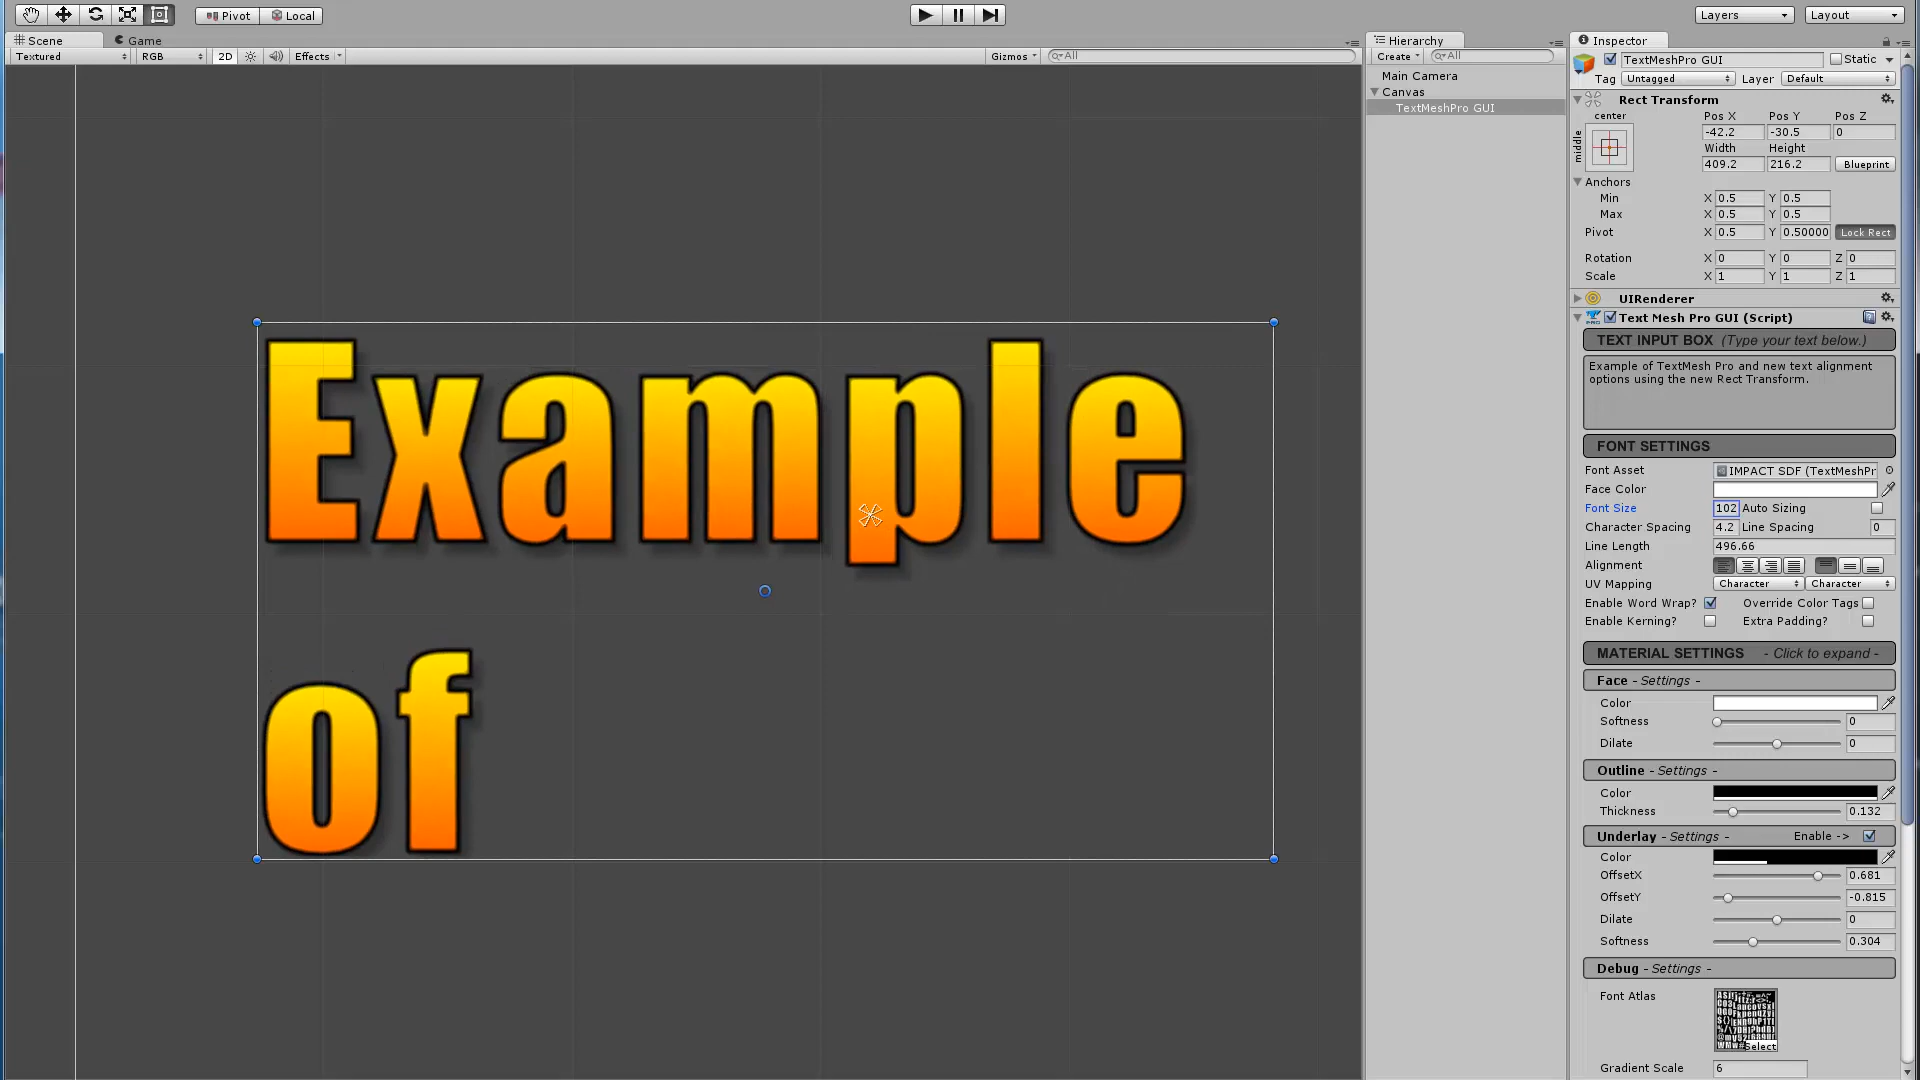 Pivot Local Layers Layout
Scene Game
Textured RGB 2D Effects Gizmos All
Example
of
Hierarchy
Create All
Main Camera
Canvas
TextMeshPro GUI
Inspector
TextMeshPro GUI Static
Tag Untagged Layer Default
Rect Transform
center Pos X Pos Y Pos Z
middle -42.2 -30.5 0
Width Height
409.2 216.2 Blueprint
Anchors
Min X 0.5 Y 0.5
Max X 0.5 Y 0.5
Pivot X 0.5 Y 0.50000 Lock Rect
Rotation X 0 Y 0 Z 0
Scale X 1 Y 1 Z 1
UIRenderer
Text Mesh Pro GUI (Script)
TEXT INPUT BOX (Type your text below.)
Example of TextMesh Pro and new text alignment
options using the new Rect Transform.
FONT SETTINGS
Font Asset IMPACT SDF (TextMeshPr
Face Color
Font Size 102 Auto Sizing
Character Spacing 4.2 Line Spacing 0
Line Length 496.66
Alignment
UV Mapping Character Character
Enable Word Wrap? Override Color Tags
Enable Kerning? Extra Padding?
MATERIAL SETTINGS - Click to expand -
Face - Settings -
Color
Softness 0
Dilate 0
Outline - Settings -
Color
Thickness 0.132
Underlay - Settings - Enable ->
Color
OffsetX 0.681
OffsetY -0.815
Dilate 0
Softness 0.304
Debug - Settings -
Font Atlas
Select
Gradient Scale 6